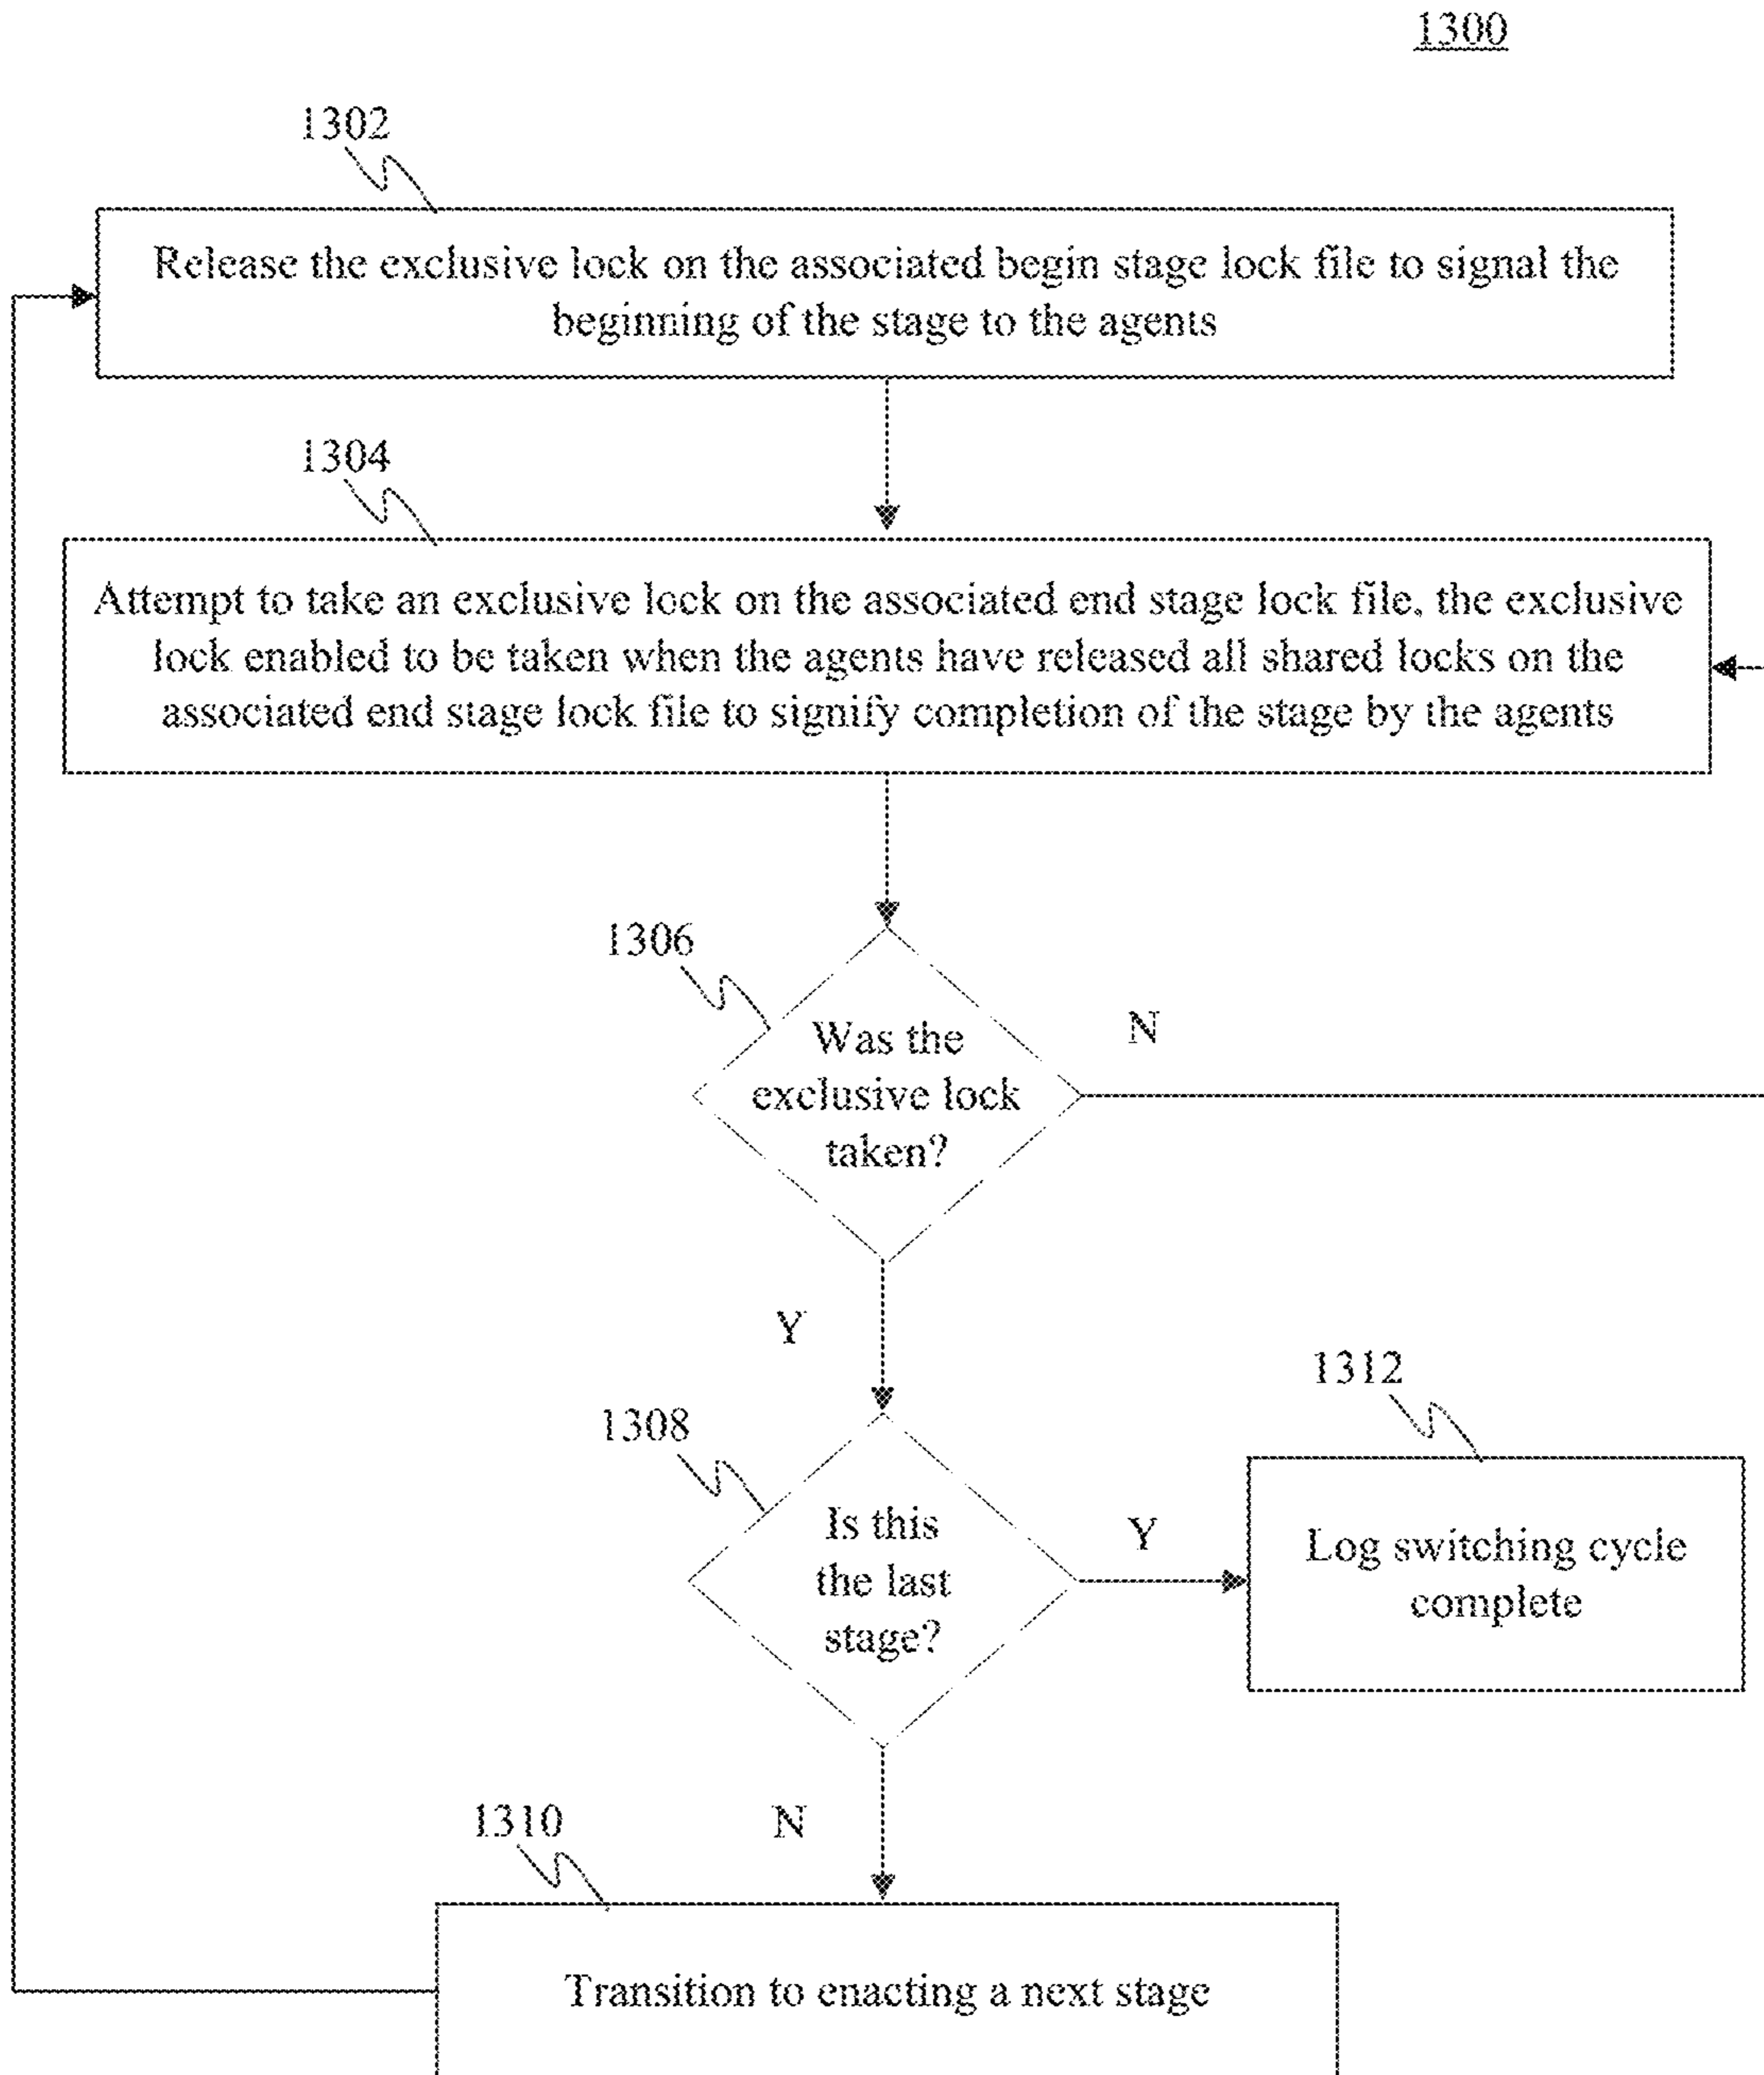 1300
1302
Release the exclusive lock on the associated begin stage lock file to signal the
beginning of the stage to the agents
1304
Attempt to take an exclusive lock on the associated end stage lock file, the exclusive
lock enabled to be taken when the agents have released all shared locks on the
associated end stage lock file to signify completion of the stage by the agents
1306
Was the
exclusive lock
taken?
N
Y
1308
Is this
the last
stage?
Y
1312
Log switching cycle
complete
N
1310
Transition to enacting a next stage